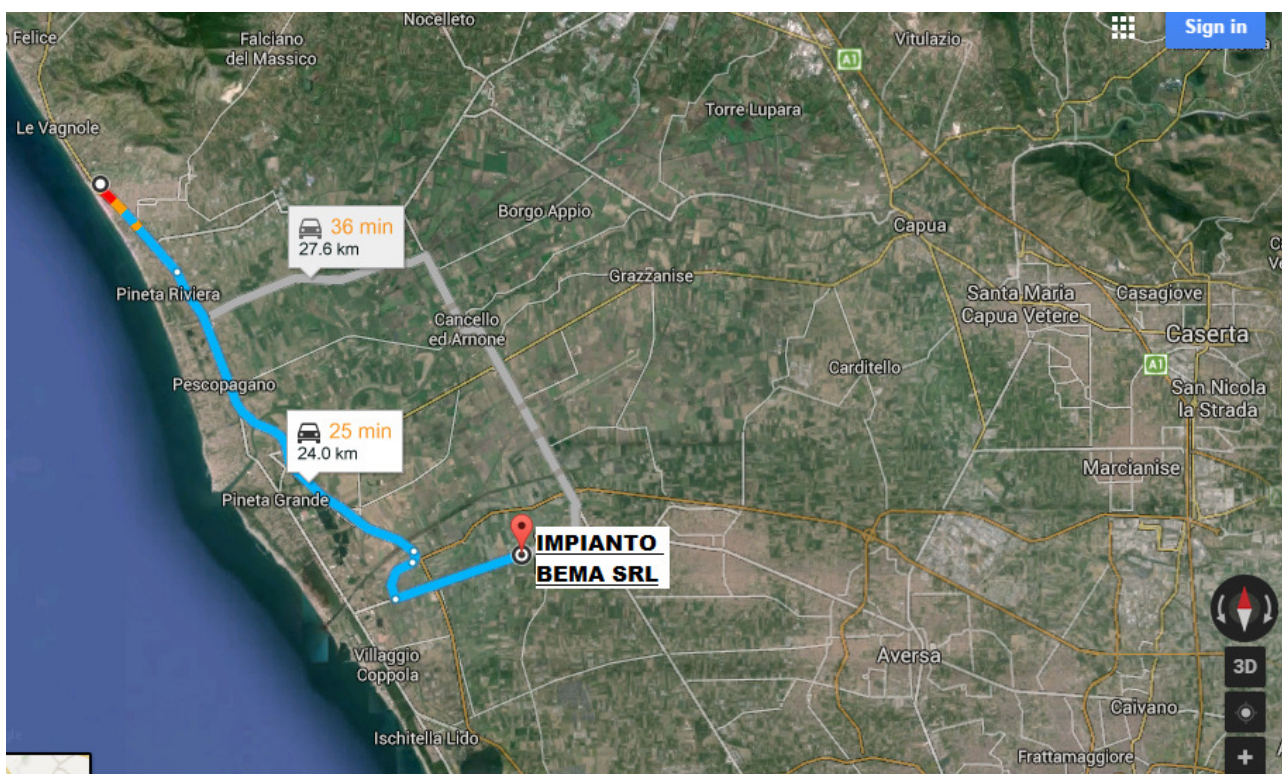 Nocelleto
Felice
Falciano
del Massico
Vitulazio
Sign in
A1
Torre Lupara
Le Vagnole
Borgo Appio
Capua
36 min
27.6 km
Grazzanise
Pineta Riviera
Santa Maria
Capua Vetere
Casagiove
Cancello
ed Arnone
Caserta
A1
Carditello
Pescopagano
San Nicola
la Strada
25 min
24.0 km
Marcianise
Pineta Grande
IMPIANTO
BEMA SRL
Villaggio
Coppola
Aversa
3D
Caivano
Ischitella Lido
Frattamaggiore